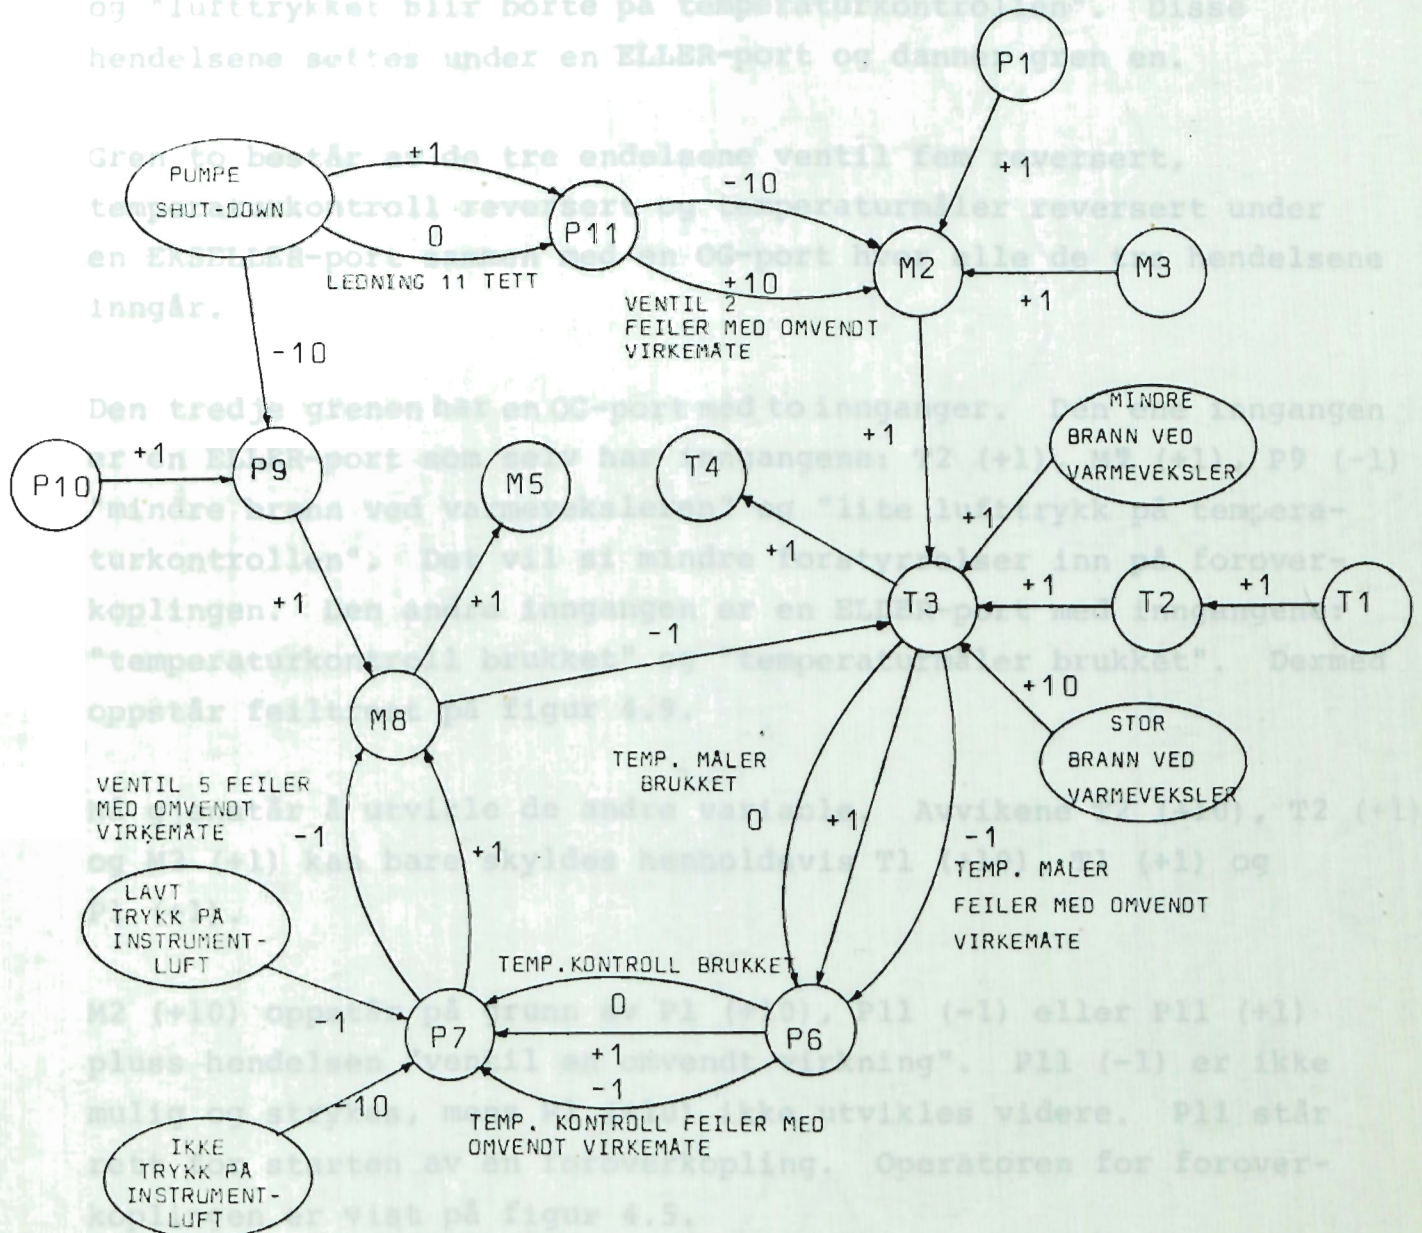 og "lufttrykket blir borte på temperaturkontrollen". Disse
hendelsene settes under en ELLER-port og danner gren en.
P1
+1
Gren to består av de tre endelsene ventil fem reversert,
temperaturkontroll reversert og temperaturmåler reversert under
en EKSELLER-port sammen med en OG-port hvor alle de tre hendelsene
inngår.
PUMPE
SHUT-DOWN
+1
0
LEDNING 11 TETT
P11
-10
+10
VENTIL 2
FEILER MED OMVENDT
VIRKEMÅTE
M2
+1
M3
-10
Den tredje grenen har en OG-port med to innganger. Den ene inngangen
er en ELLER-port som selv har inngangene: T2 (+1), M2 (+1), P9 (-1)
"mindre brann ved varmeveksleren" og "lite lufttrykk på tempera-
turkontrollen". Det vil si mindre forstyrrelser inn på forover-
koplingen. Den andre inngangen er en ELLER-port med inngangene:
"temperaturkontroll brukket" og "temperaturmåler brukket". Dermed
oppstår feiltreet på figur 4.9.
P10
+1
P9
M5
T4
+1
MINDRE
BRANN VED
VARMEVEKSLER
+1
+1
T3
+1
T2
+1
T1
+1
+1
-1
M8
+10
STOR
BRANN VED
VARMEVEKSLER
TEMP. MÅLER
BRUKKET
0
+1
-1
TEMP. MÅLER
FEILER MED OMVENDT
VIRKEMÅTE
VENTIL 5 FEILER
MED OMVENDT
VIRKEMÅTE
-1
+1
å utvikle de andre variable. Avvikene T2 (+10), T2 (+1)
og M3 (+1) kan bare skyldes henholdsvis T1 (+10), T1 (+1) og
LAVT
TRYKK PÅ
INSTRUMENT-
LUFT
-1
TEMP.KONTROLL BRUKKET
0
P7
+1
-1
P6
TEMP. KONTROLL FEILER MED
OMVENDT VIRKEMÅTE
-10
IKKE
TRYKK PÅ
INSTRUMENT-
LUFT
M2 (+10) oppstår på grunn av P1 (+10), P11 (-1) eller P11 (+1)
pluss hendelsen "ventil en omvendt virkning". P11 (-1) er ikke
mulig og strykes, mens P1 (+10) ikke utvikles videre. P11 står
rett for starten av en foroverkopling. Operatoren for forover-
koplingen er vist på figur 4.5.